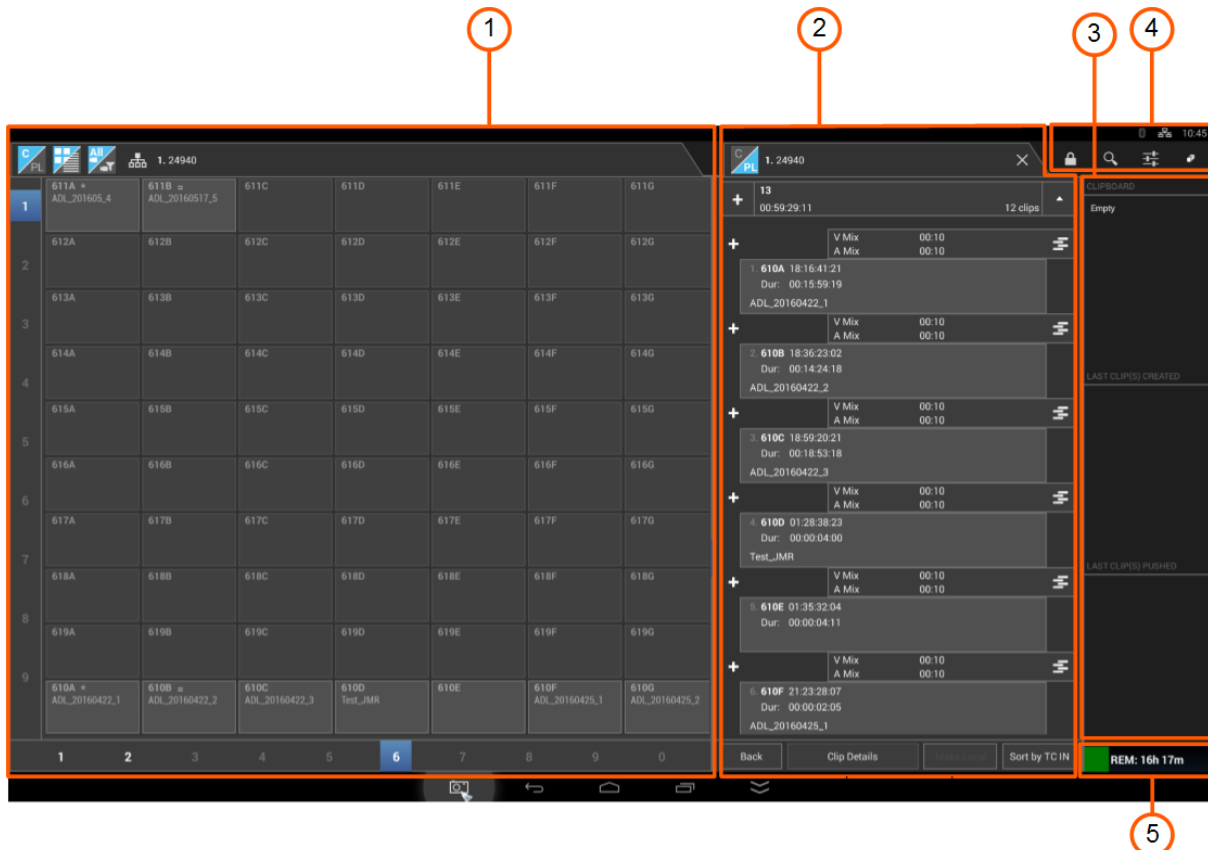 1
2
3
4
10:45
C
PL
All
1. 24940
C
PL
1. 24940
1
611A *
ADL_201605_4
611B =
ADL_20160517_5
611C
611D
611E
611F
611G
2
612A
612B
612C
612D
612E
612F
612G
3
613A
613B
613C
613D
613E
613F
613G
4
614A
614B
614C
614D
614E
614F
614G
5
615A
615B
615C
615D
615E
615F
615G
6
616A
616B
616C
616D
616E
616F
616G
7
617A
617B
617C
617D
617E
617F
617G
8
618A
618B
618C
618D
618E
618F
618G
9
619A
619B
619C
619D
619E
619F
619G
610A *
ADL_20160422_1
610B =
ADL_20160422_2
610C
ADL_20160422_3
610D
Test_JMR
610E
610F
ADL_20160425_1
610G
ADL_20160425_2
1 2 3 4 5 6 7 8 9 0
13
00:59:29:11 12 clips
V Mix 00:10
A Mix 00:10
1. 610A 18:16:41:21
Dur: 00:15:59:19
ADL_20160422_1
V Mix 00:10
A Mix 00:10
2. 610B 18:36:23:02
Dur: 00:14:24:18
ADL_20160422_2
V Mix 00:10
A Mix 00:10
3. 610C 18:59:20:21
Dur: 00:18:53:18
ADL_20160422_3
V Mix 00:10
A Mix 00:10
4. 610D 01:28:38:23
Dur: 00:00:04:00
Test_JMR
V Mix 00:10
A Mix 00:10
5. 610E 01:35:32:04
Dur: 00:00:04:11
V Mix 00:10
A Mix 00:10
6. 610F 21:23:28:07
Dur: 00:00:02:05
ADL_20160425_1
Back
Clip Details
Make Local
Sort by TC IN
CLIPBOARD
Empty
LAST CLIP(S) CREATED
LAST CLIP(S) PUSHED
REM: 16h 17m
5